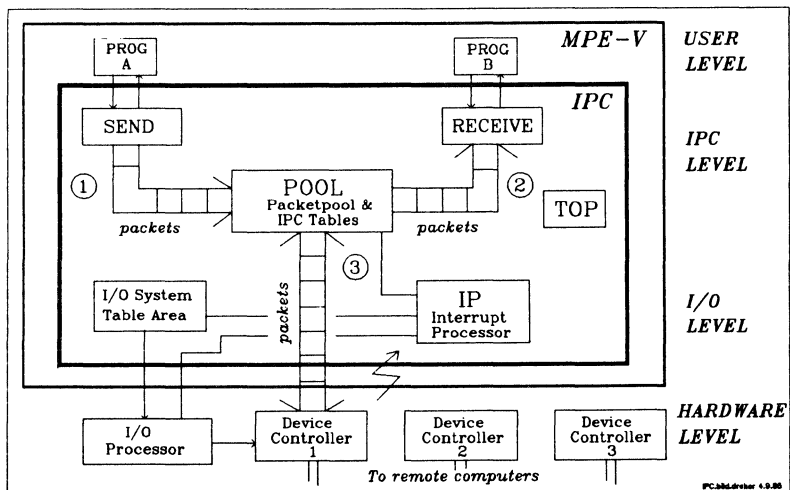 MPE-V
USER
LEVEL
PROG
A
PROG
B
IPC
SEND
RECEIVE
IPC
LEVEL
1
POOL
Packetpool &
IPC Tables
2
packets
packets
TOP
3
I/O System
Table Area
packets
IP
Interrupt
Processor
I/O
LEVEL
I/O
Processor
Device
Controller
1
Device
Controller
2
Device
Controller
3
HARDWARE
LEVEL
To remote computers